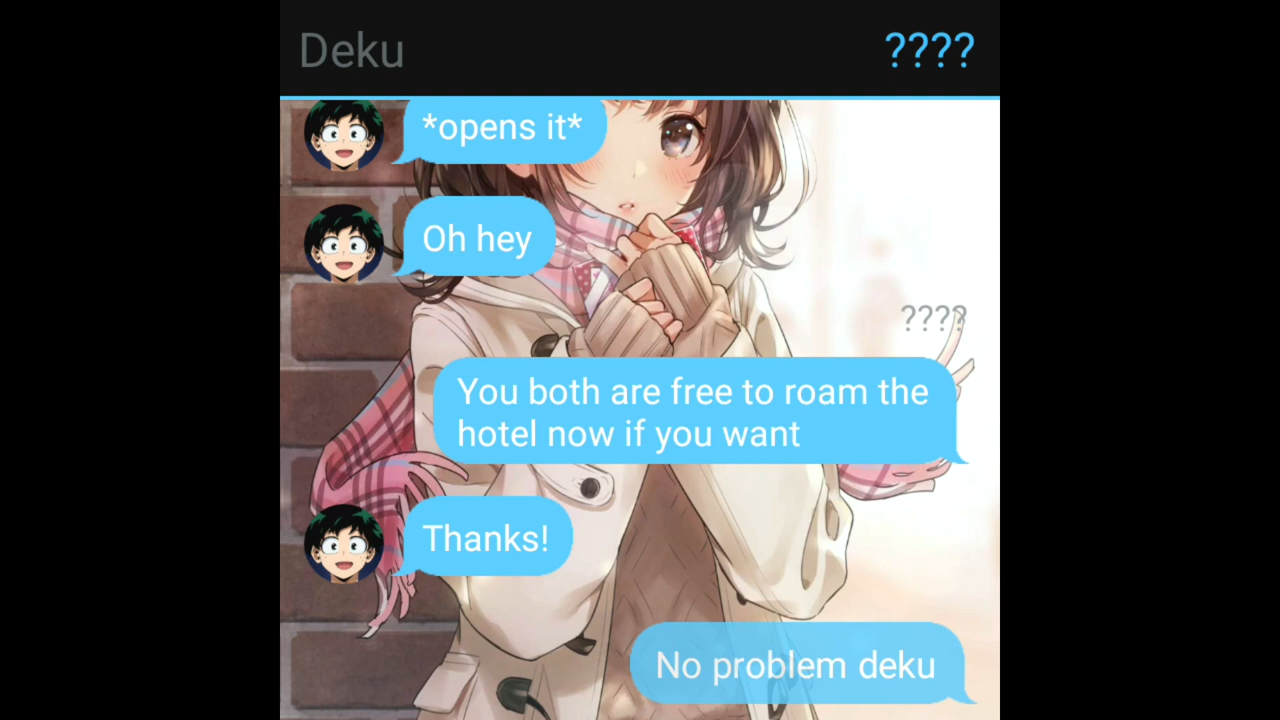 Deku
????
*opens it*
Oh hey
????
You both are free to roam the
hotel now if you want
Thanks!
No problem deku